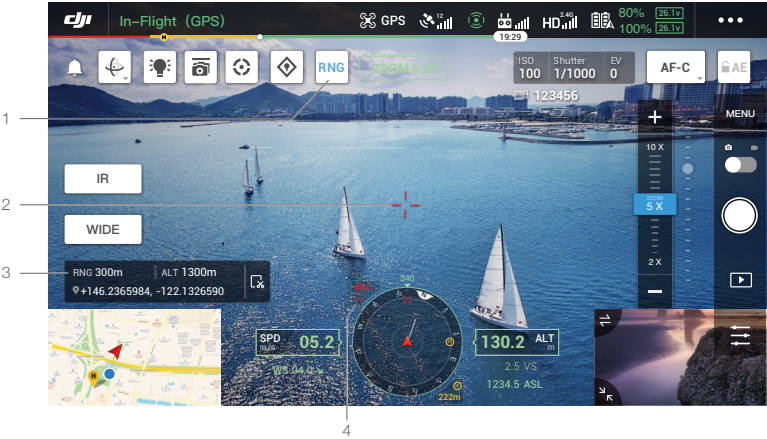 dji In-Flight (GPS) GPS 12 HD 2.4G 80% 26.1v 100% 26.1v
H 19:29
RNG ZOOM 5.6X ISO 100 Shutter 1/1000 EV 0 AF-C AE
123456
1
MENU
10 X
IR
2
ZOOM
5 X
WIDE
2 X
3
RNG 300m ALT 1300m
+146.2365984, -122.1326590
340
N
W
E
SPD m/s 05.2
130.2 ALT m
WS 04.0
2.5 VS
1234.5 ASL
H
H
222m
4